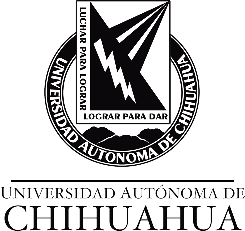 LUCHAR PARA LOGRAR
LOGRAR PARA DAR
UNIVERSIDAD AUTONOMA DE CHIHUAHUA
UNIVERSIDAD AUTÓNOMA DE
CHIHUAHUA